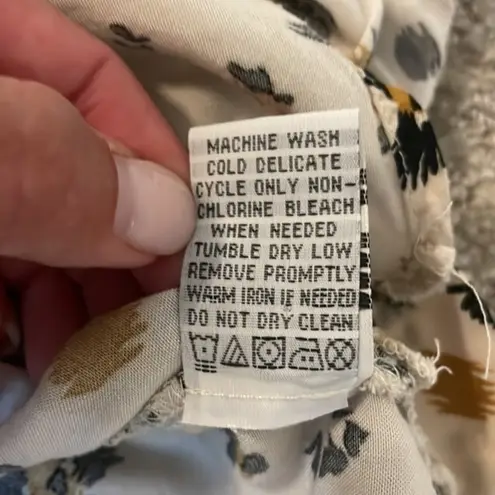 MACHINE WASH
COLD DELICATE
CYCLE ONLY NON-
CHLORINE BLEACH
WHEN NEEDED
TUMBLE DRY LOW
REMOVE PROMPTLY
WARM IRON IF NEEDED
DO NOT DRY CLEAN